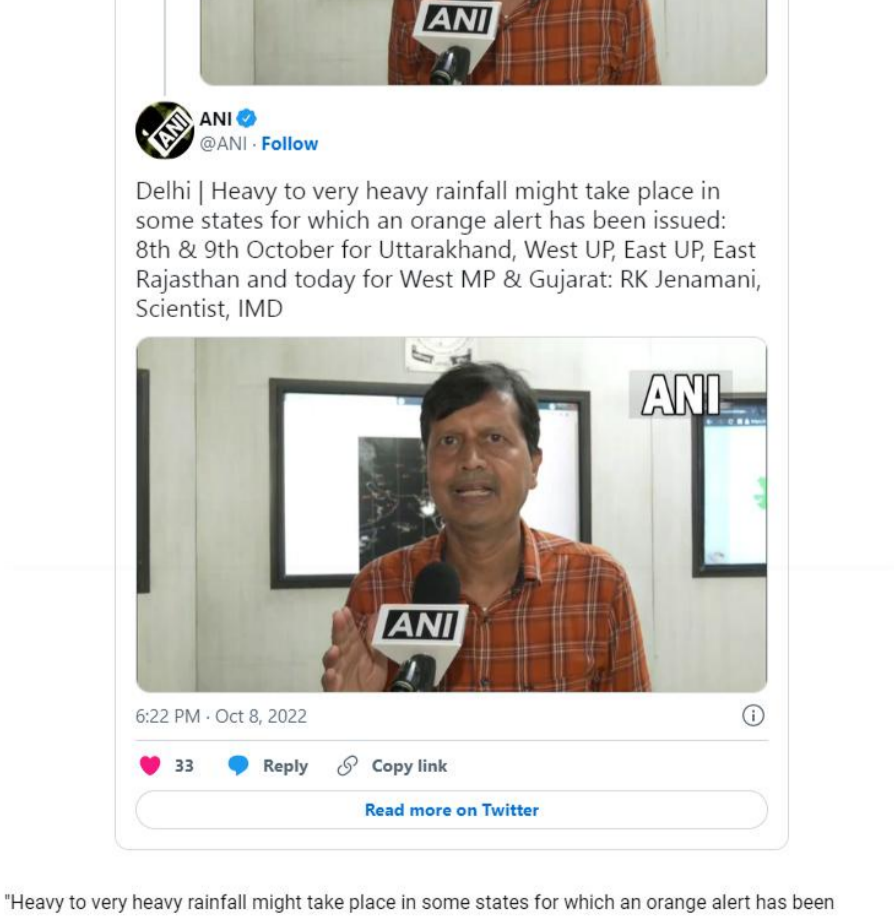 ANI
ANI
ANI
@ANI · Follow
Delhi | Heavy to very heavy rainfall might take place in
some states for which an orange alert has been issued:
8th & 9th October for Uttarakhand, West UP, East UP, East
Rajasthan and today for West MP & Gujarat: RK Jenamani,
Scientist, IMD
ANI
ANI
6:22 PM · Oct 8, 2022
33 Reply Copy link
Read more on Twitter
"Heavy to very heavy rainfall might take place in some states for which an orange alert has been